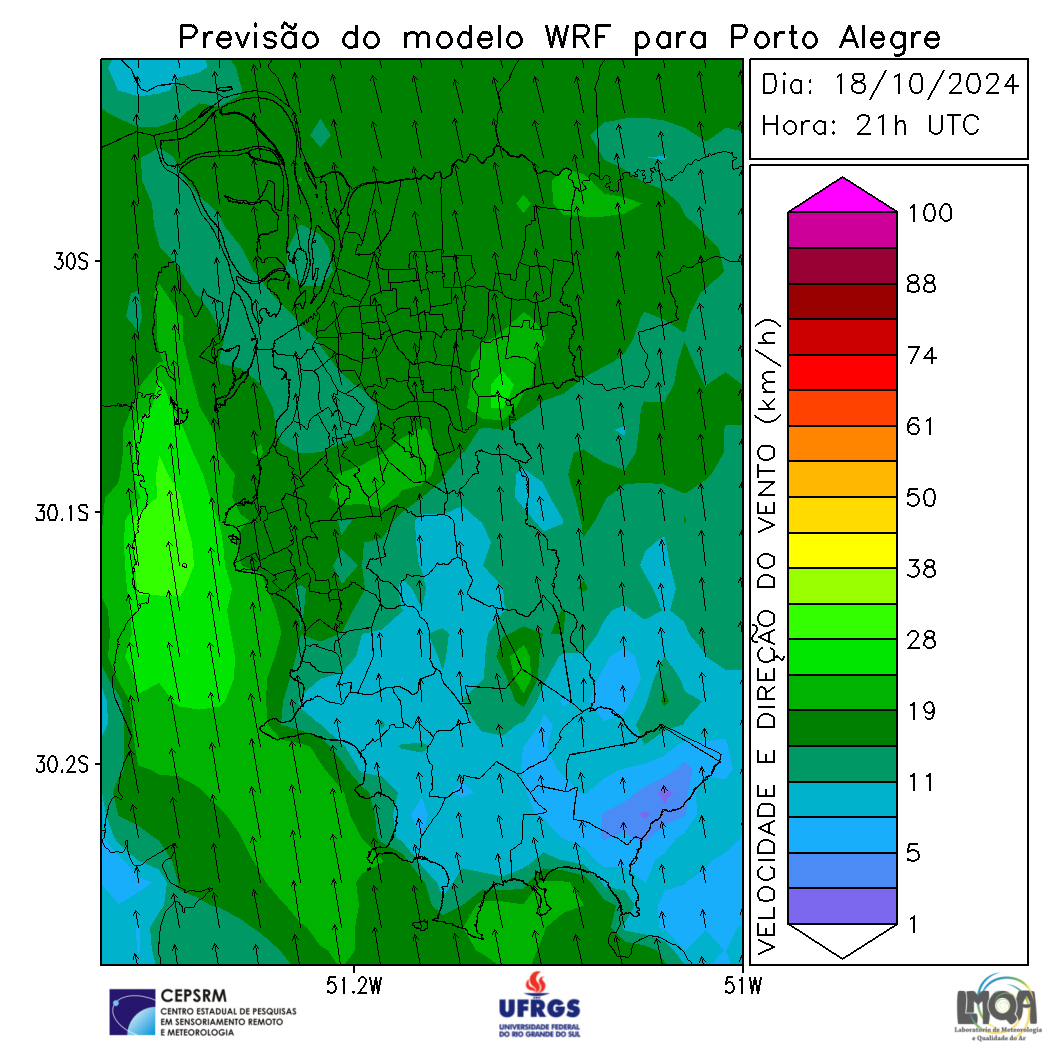 Previsão do modelo WRF para Porto Alegre
Dia: 18/10/2024
Hora: 21h UTC
30S
30.1S
30.2S
51.2W
51W
VELOCIDADE E DIREÇÃO DO VENTO (km/h)
100
88
74
61
50
38
28
19
11
5
1
CEPSRM
CENTRO ESTADUAL DE PESQUISAS
EM SENSORIAMENTO REMOTO
E METEOROLOGIA
UFRGS
UNIVERSIDADE FEDERAL
DO RIO GRANDE DO SUL
LMQA
Laboratório de Meteorologia
e Qualidade do Ar